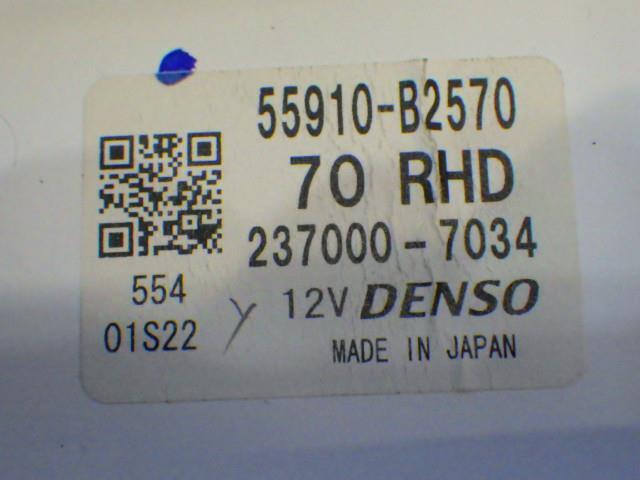 55910-B2570
70 RHD
237000-7034
554
12V DENSO
01S22
MADE IN JAPAN